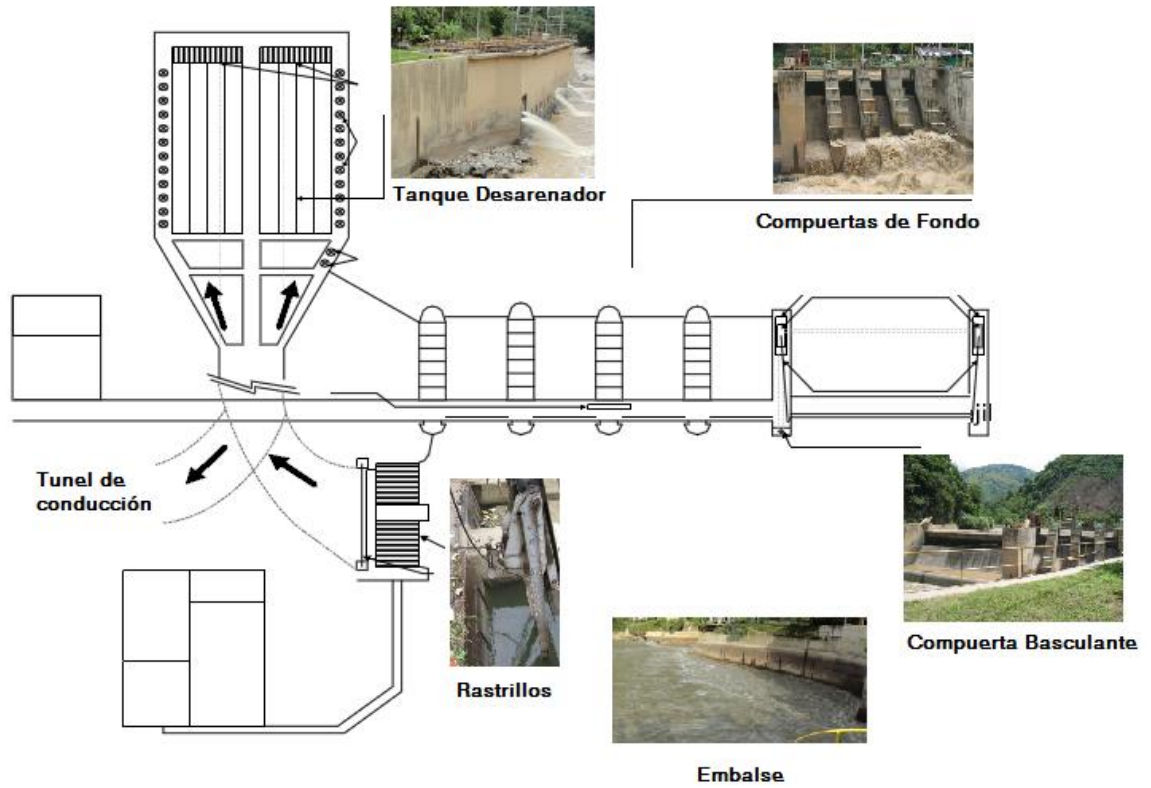 Tanque Desarenador
Compuertas de Fondo
Tunel de
conducción
Compuerta Basculante
Rastrillos
Embalse